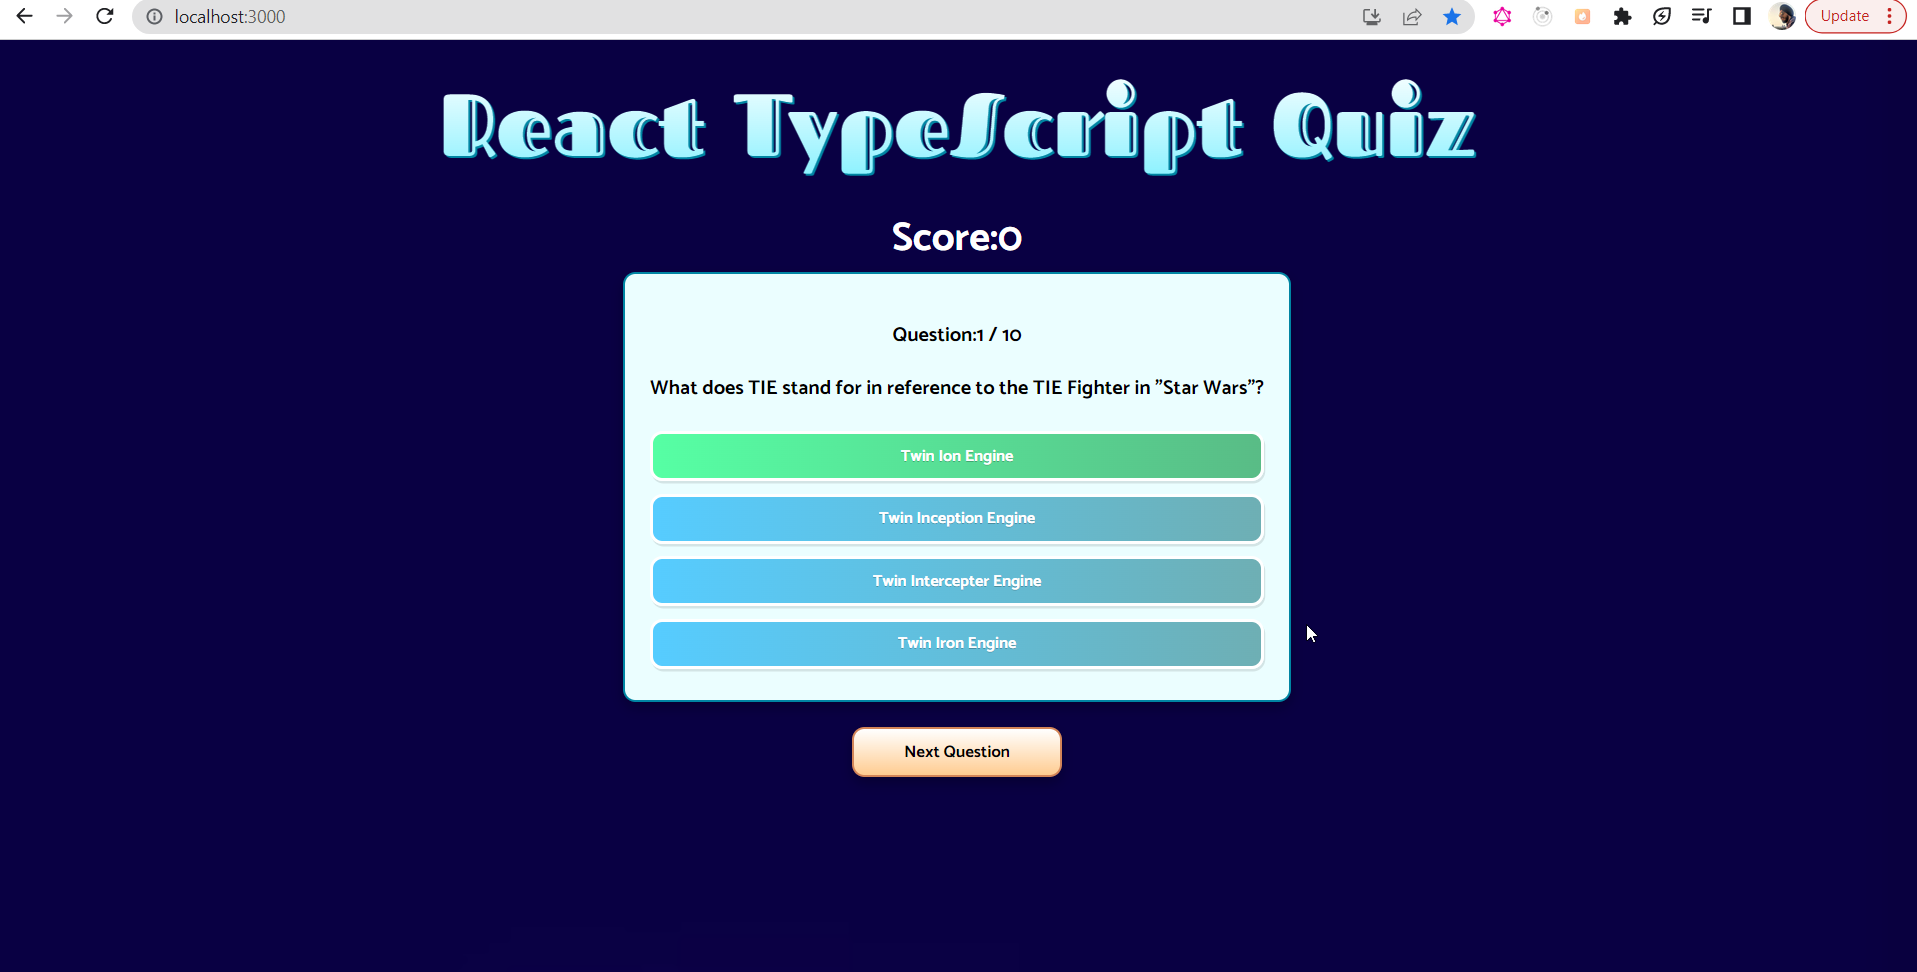 localhost:3000
Update
React TypeScript Quiz
Score:0
Question:1 / 10
What does TIE stand for in reference to the TIE Fighter in ”Star Wars”?
Twin Ion Engine
Twin Inception Engine
Twin Intercepter Engine
Twin Iron Engine
Next Question